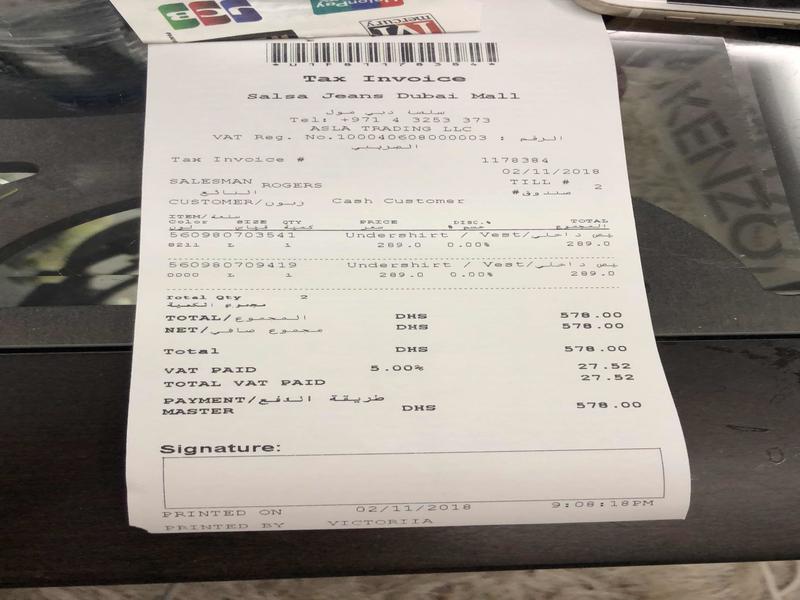 JCB
UnionPay
mercury
KENZO
*U1FB1178384*
Tax Invoice
Salsa Jeans Dubai Mall
سلسا دبي مول
Tel: +971 4 3253 373
ASLA TRADING LLC
VAT Reg. No.100040608000003 : الرقم
الضريبي
Tax Invoice # 1178384
02/11/2018
SALESMAN ROGERS TILL # 2
البائع صندوق#
CUSTOMER/زبون Cash Customer
ITEM/سلعة
Color SIZE QTY PRICE DISC.% TOTAL
لون قياس كمية سعر خصم % المجموع
560980703541 Undershirt / Vest/يص داخلي
8211 L 1 289.0 0.00% 289.0
560980709419 Undershirt / Vest/يص داخلي
0000 L 1 289.0 0.00% 289.0
Total Qty 2
مجموع الكمية
TOTAL/المجموع DHS 578.00
NET/مجموع صافي DHS 578.00
Total DHS 578.00
VAT PAID 5.00% 27.52
TOTAL VAT PAID 27.52
PAYMENT/طريقة الدفع
MASTER DHS 578.00
Signature:
PRINTED ON 02/11/2018 9:08:18PM
PRINTED BY VICTORIIA